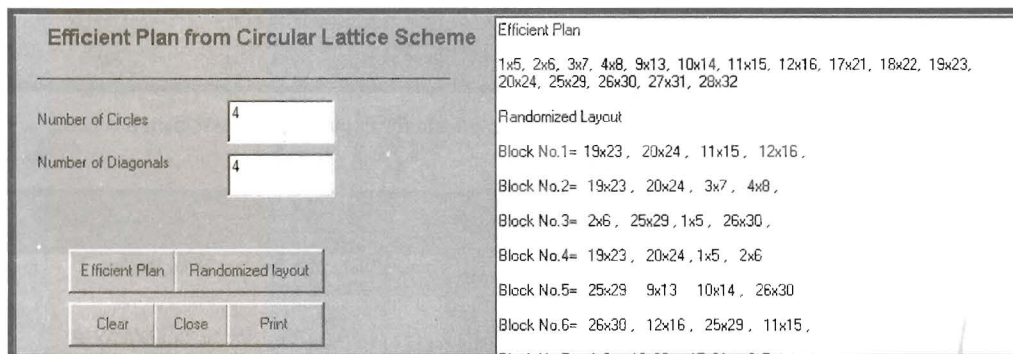 Efficient Plan from Circular Lattice Scheme
Number of Circles
4
Number of Diagonals
4
Efficient Plan
Randomized layout
Clear
Close
Print
Efficient Plan
1x5, 2x6, 3x7, 4x8, 9x13, 10x14, 11x15, 12x16, 17x21, 18x22, 19x23,
20x24, 25x29, 26x30, 27x31, 28x32
Randomized Layout
Block No.1= 19x23 , 20x24 , 11x15 , 12x16 ,
Block No.2= 19x23 , 20x24 , 3x7 , 4x8 ,
Block No.3= 2x6 , 25x29 , 1x5 , 26x30 ,
Block No.4= 19x23 , 20x24 , 1x5 , 2x6
Block No.5= 25x29 9x13 10x14 , 26x30
Block No.6= 26x30 , 12x16 , 25x29 , 11x15 ,